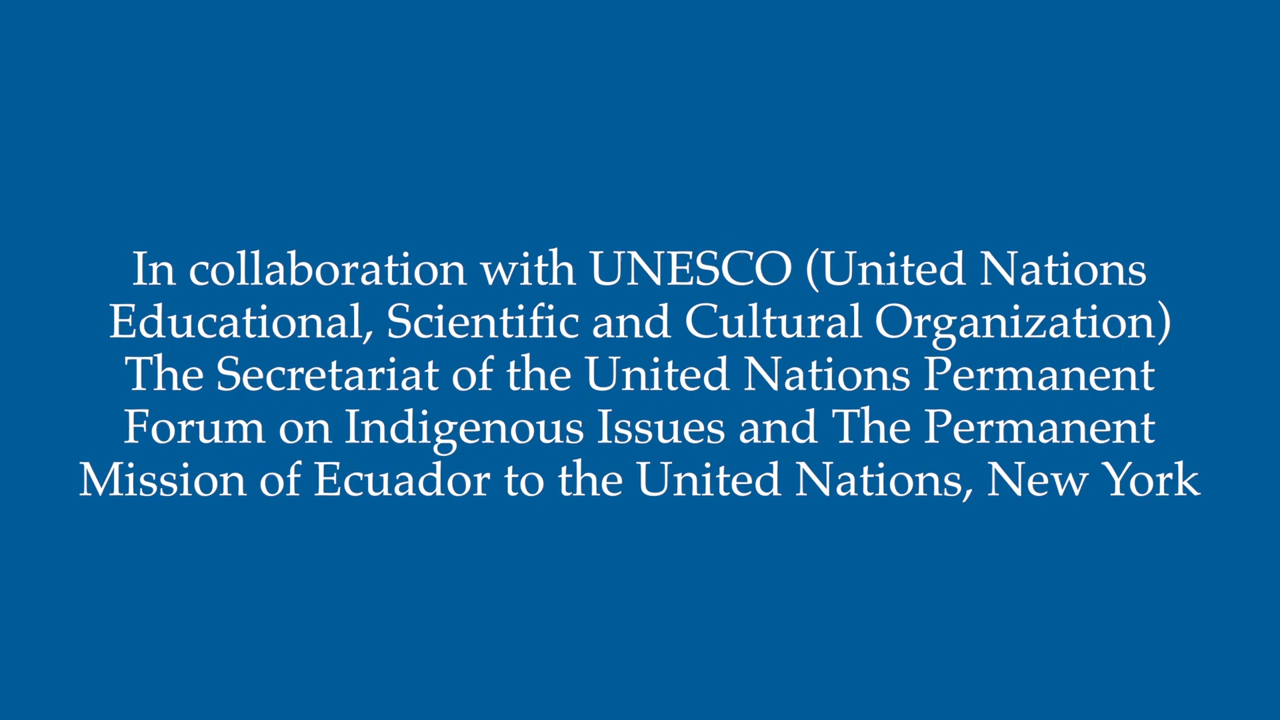 In collaboration with UNESCO (United Nations
Educational, Scientific and Cultural Organization)
The Secretariat of the United Nations Permanent
Forum on Indigenous Issues and The Permanent
Mission of Ecuador to the United Nations, New York